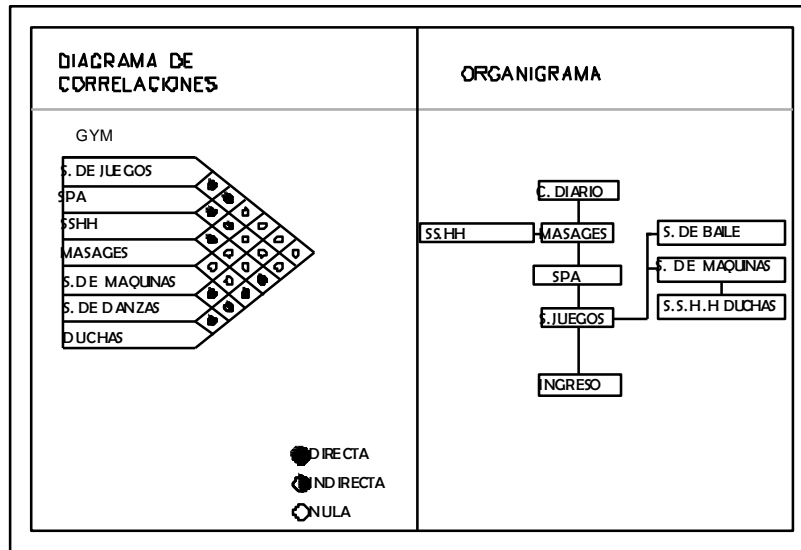 DIAGRAMA DE
CORRELACIONES
GYM
S. DE JUEGOS
SPA
SSHH
MASAGES
S.DE MAQUINAS
S. DE DANZAS
DUCHAS
DIRECTA
INDIRECTA
NULA
ORGANIGRAMA
C. DIARIO
SS.HH
MASAGES
SPA
S.JUEGOS
INGRESO
S. DE BAILE
S. DE MAQUINAS
S.S.H.H DUCHAS